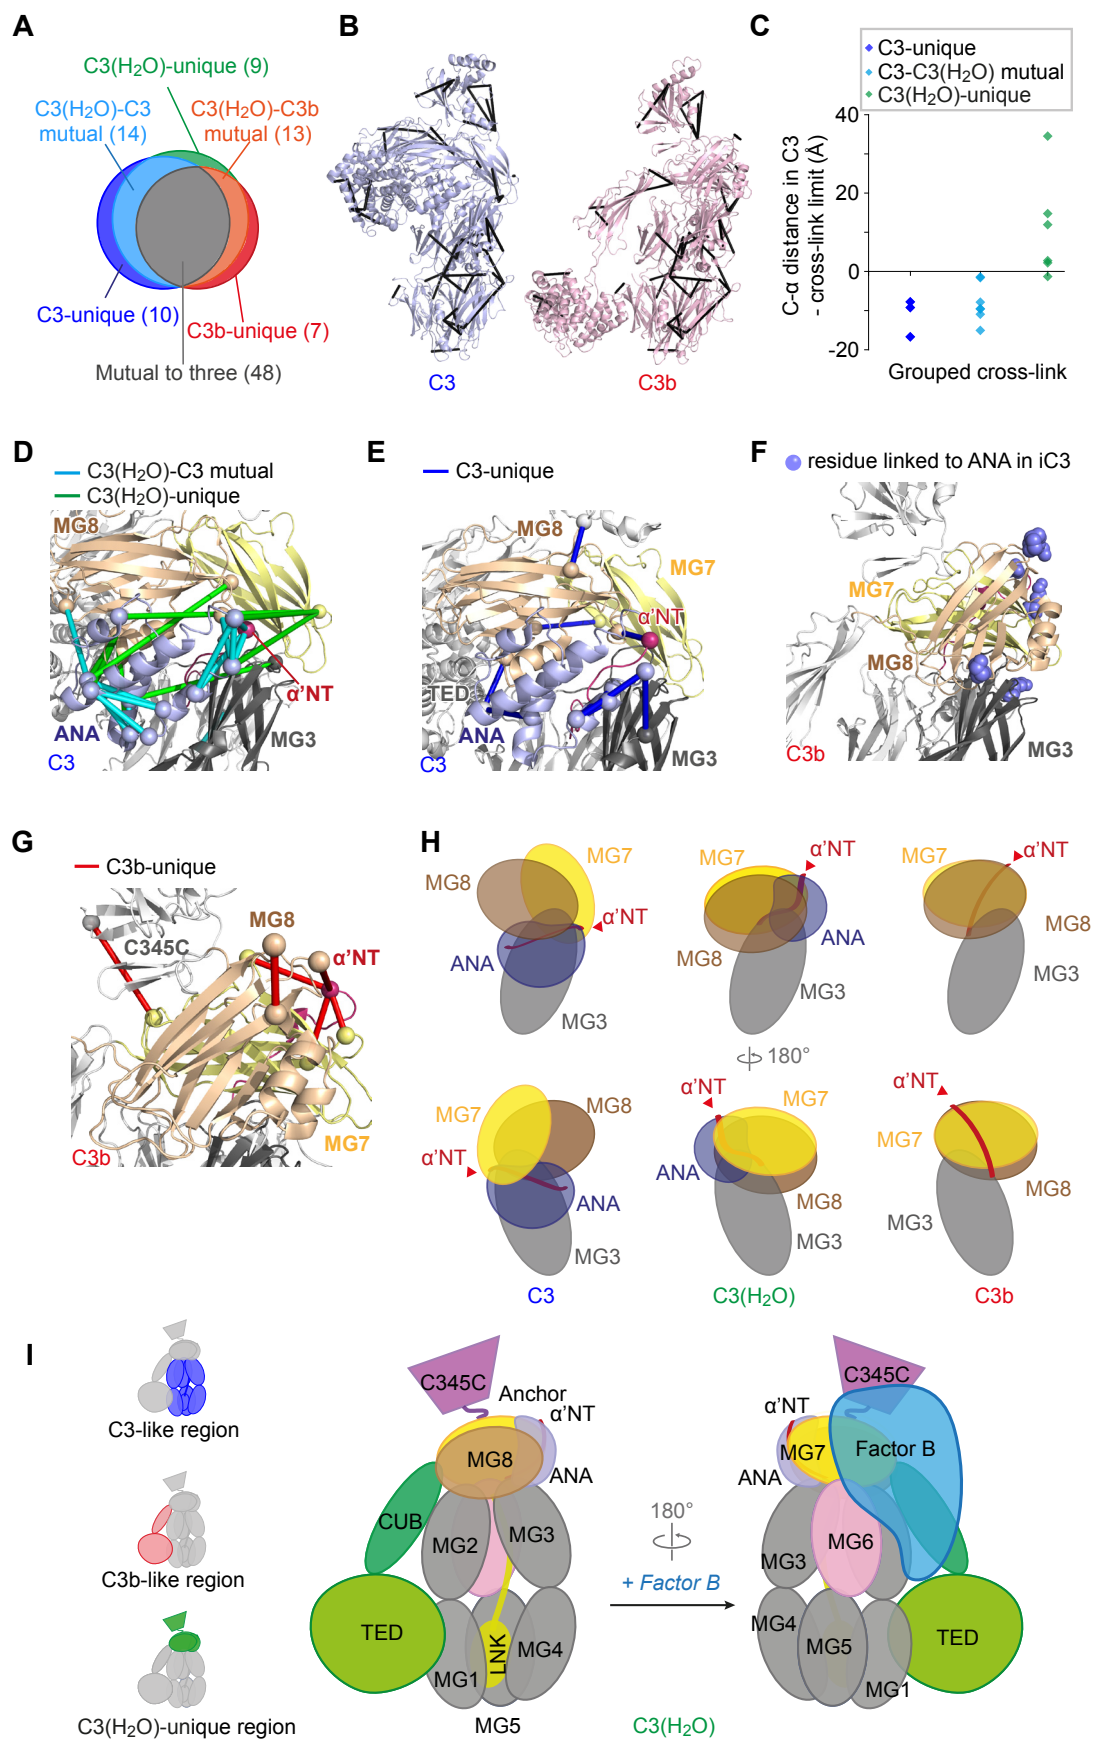 A
C3(H₂O)-unique (9)
C3(H₂O)-C3
mutual (14)
C3(H₂O)-C3b
mutual (13)
C3-unique (10)
C3b-unique (7)
Mutual to three (48)
B
C3
C3b
C
C3-unique
C3-C3(H₂O) mutual
C3(H₂O)-unique
C-α distance in C3
- cross-link limit (Å)
40
20
0
-20
Grouped cross-link
D
C3(H₂O)-C3 mutual
C3(H₂O)-unique
MG8
α’NT
ANA
MG3
C3
E
C3-unique
MG8
MG7
α’NT
TED
ANA
C3
MG3
F
residue linked to ANA in iC3
MG7
MG8
C3b
MG3
G
C3b-unique
MG8
C345C
α’NT
MG7
C3b
H
MG7
MG8
α’NT
ANA
MG3
α’NT
MG7
ANA
MG8
MG3
α’NT
MG7
MG8
MG3
180°
MG7
MG8
α’NT
ANA
MG3
C3
α’NT
MG7
ANA
MG8
MG3
C3(H₂O)
α’NT
MG7
MG8
MG3
C3b
I
C3-like region
C3b-like region
C3(H₂O)-unique region
C345C
Anchor
α’NT
MG8
ANA
CUB
MG2
MG3
TED
LNK
MG4
MG1
MG5
180°
+ Factor B
C3(H₂O)
C345C
α’NT
MG7
Factor B
ANA
MG6
MG3
MG4
MG5
TED
MG1